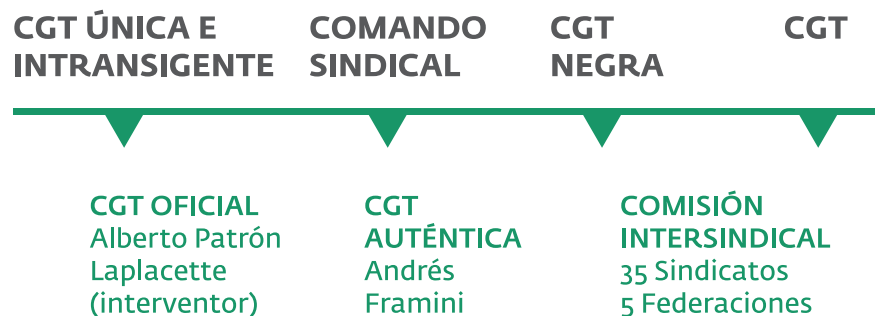 CGT ÚNICA E
INTRANSIGENTE
COMANDO
SINDICAL
CGT
NEGRA
CGT
CGT OFICIAL
Alberto Patrón
Laplacette
(interventor)
CGT
AUTÉNTICA
Andrés
Framini
COMISIÓN
INTERSINDICAL
35 Sindicatos
5 Federaciones